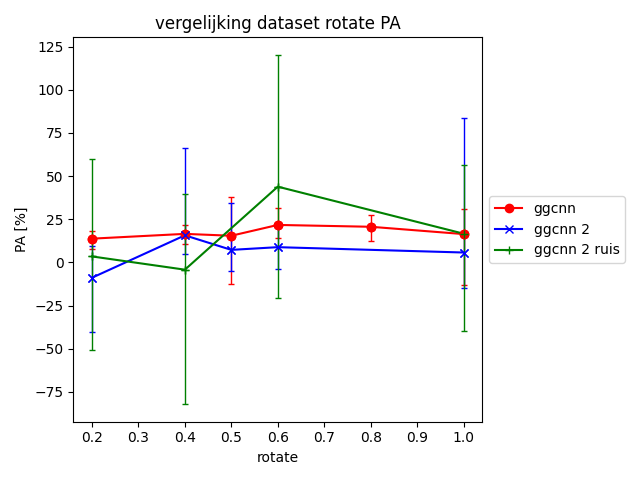 vergelijking dataset rotate PA
PA [%]
125
100
75
50
25
0
−25
−50
−75
0.2 0.3 0.4 0.5 0.6 0.7 0.8 0.9 1.0
rotate
ggcnn
ggcnn 2
ggcnn 2 ruis